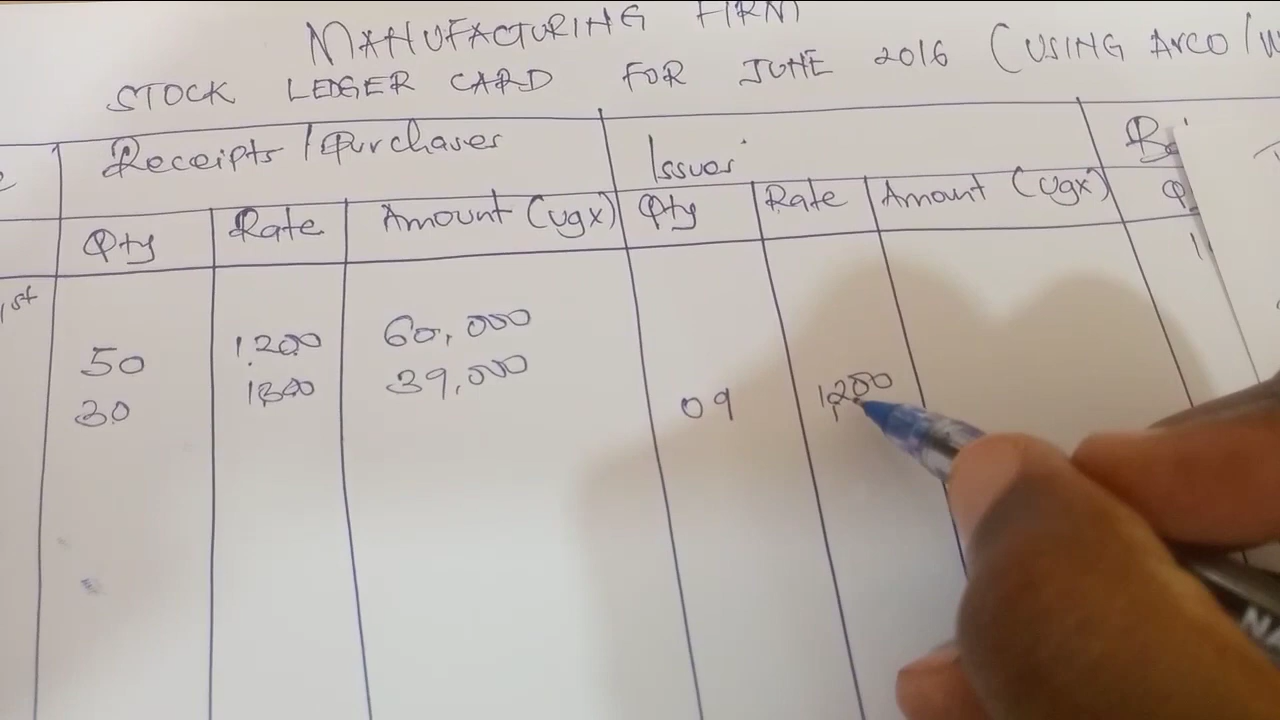 MANUFACTURING FIRM
STOCK LEDGER CARD FOR JUNE 2016 (USING AVCO/W
Receipts/Purchases Issues
Qty Rate Amount (ugx) Qty Rate Amount (ugx) Q
1st
50 1200 60,000
30 1300 39,000 09 1,200